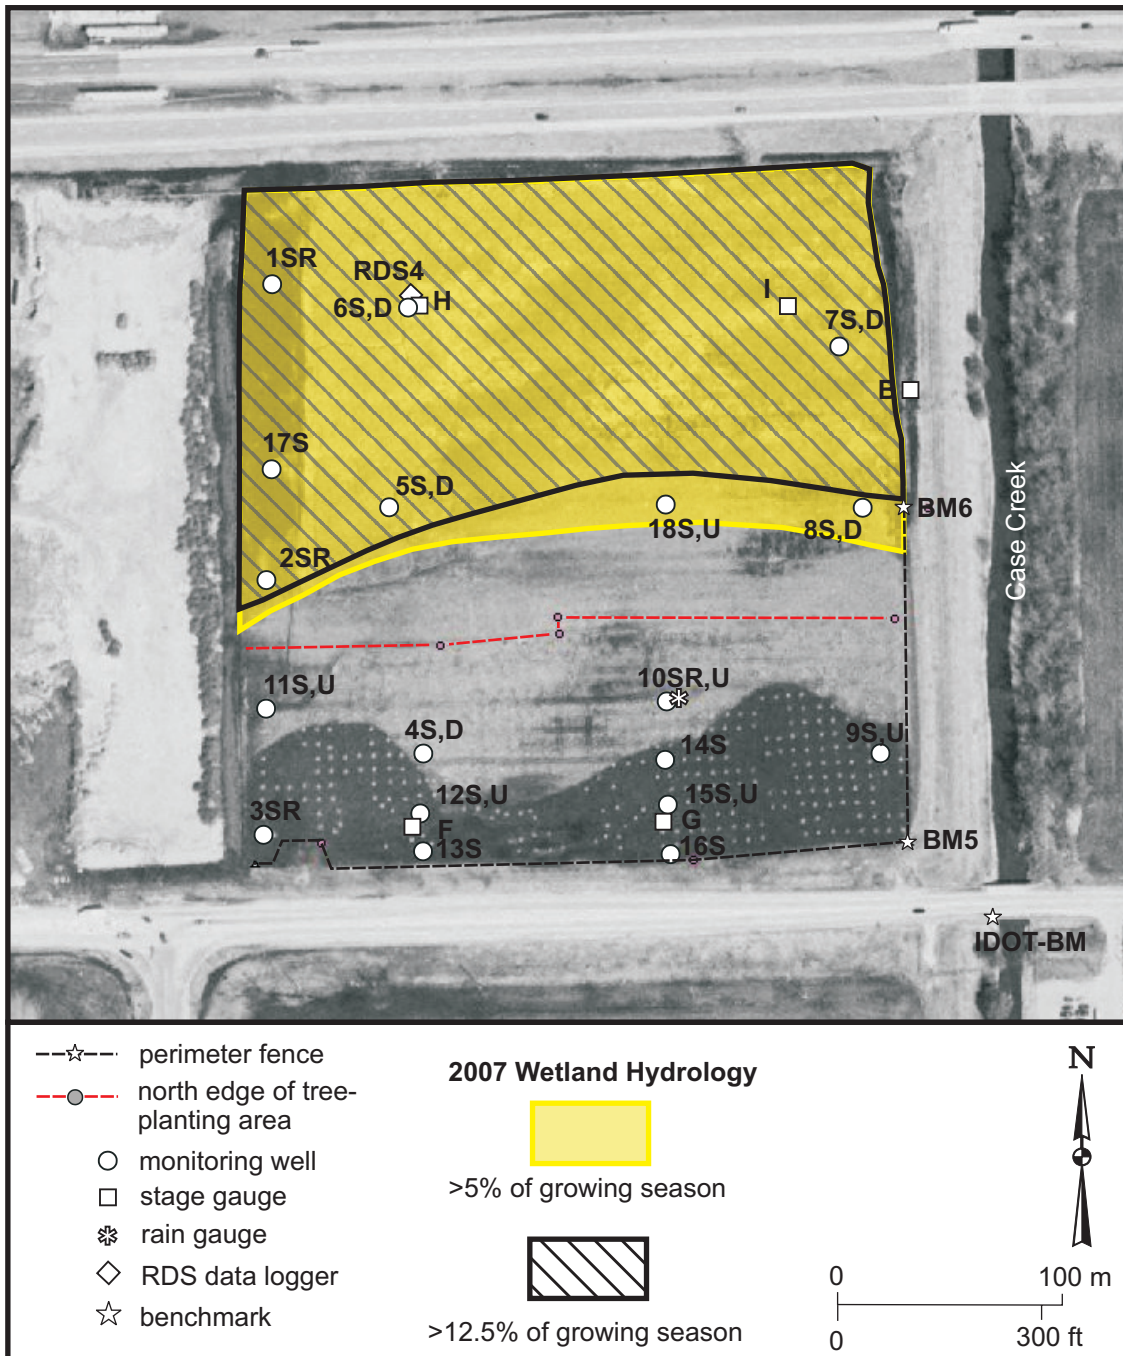 1SR
RDS4
6S,D
H
I
7S,D
E
17S
5S,D
18S,U
8S,D
BM6
Case Creek
2SR
11S,U
10SR,U
4S,D
14S
9S,U
12S,U
15S,U
3SR
F
G
13S
16S
BM5
IDOT-BM
perimeter fence
north edge of tree-
planting area
monitoring well
stage gauge
rain gauge
RDS data logger
benchmark
2007 Wetland Hydrology
>5% of growing season
>12.5% of growing season
N
0 100 m
0 300 ft